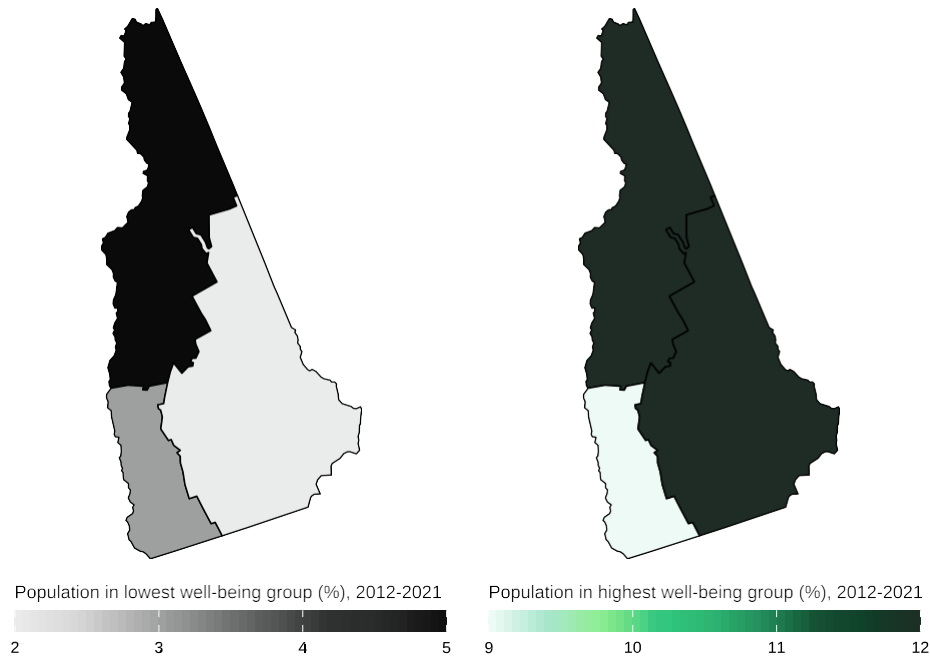 Population in lowest well-being group (%), 2012-2021
2 3 4 5
Population in highest well-being group (%), 2012-2021
9 10 11 12